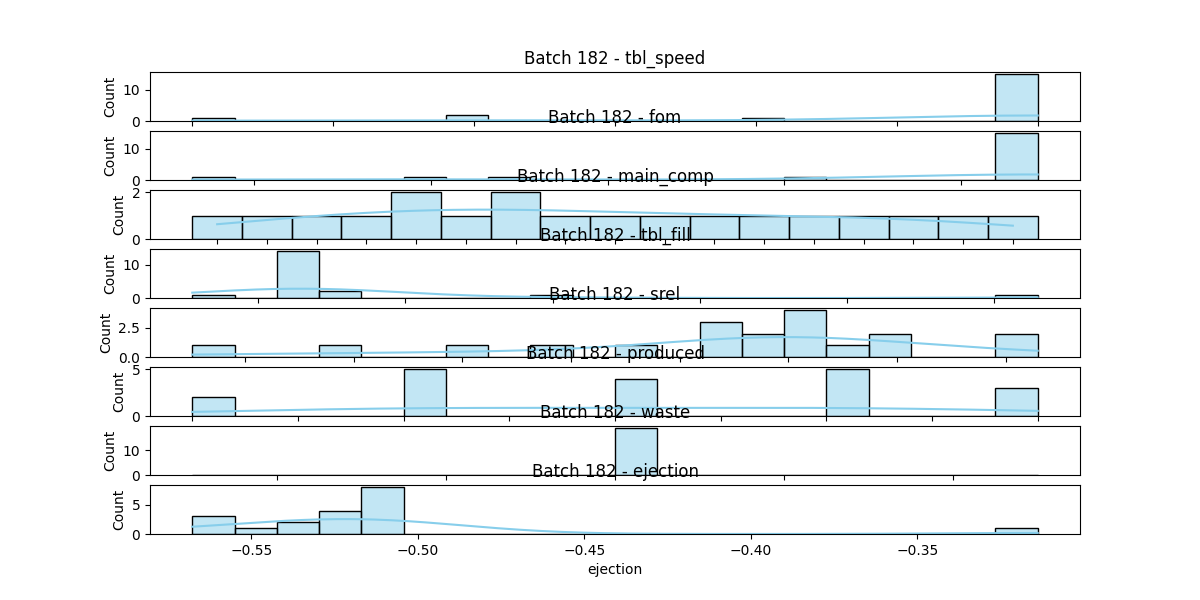 Batch 182 - tbl_speed
Count
10
0
Batch 182 - fom
Count
10
0
Batch 182 - main_comp
Count
2
0
Batch 182 - tbl_fill
Count
10
0
Batch 182 - srel
Count
2.5
0.0
Batch 182 - produced
Count
5
0
Batch 182 - waste
Count
10
0
Batch 182 - ejection
Count
5
0
−0.55 −0.50 −0.45 −0.40 −0.35
ejection